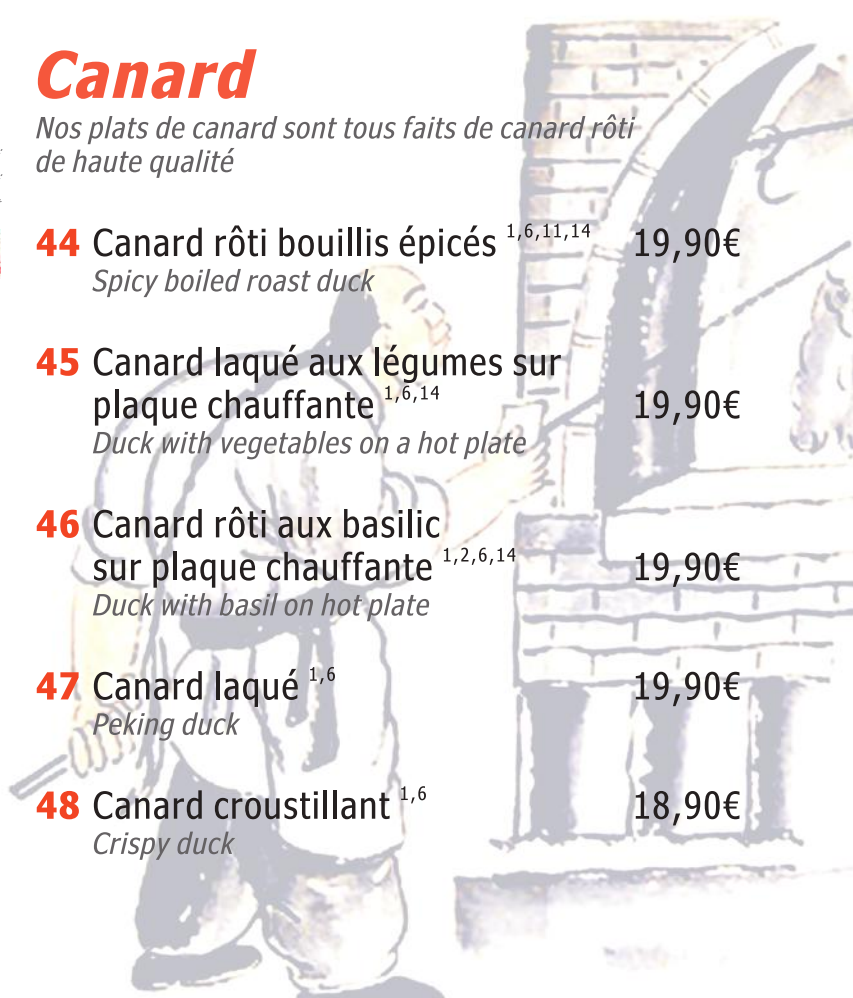 Canard
Nos plats de canard sont tous faits de canard rôti
de haute qualité
44 Canard rôti bouillis épicés 1,6,11,14 19,90€
Spicy boiled roast duck
45 Canard laqué aux légumes sur
plaque chauffante 1,6,14 19,90€
Duck with vegetables on a hot plate
46 Canard rôti aux basilic
sur plaque chauffante 1,2,6,14 19,90€
Duck with basil on hot plate
47 Canard laqué 1,6 19,90€
Peking duck
48 Canard croustillant 1,6 18,90€
Crispy duck